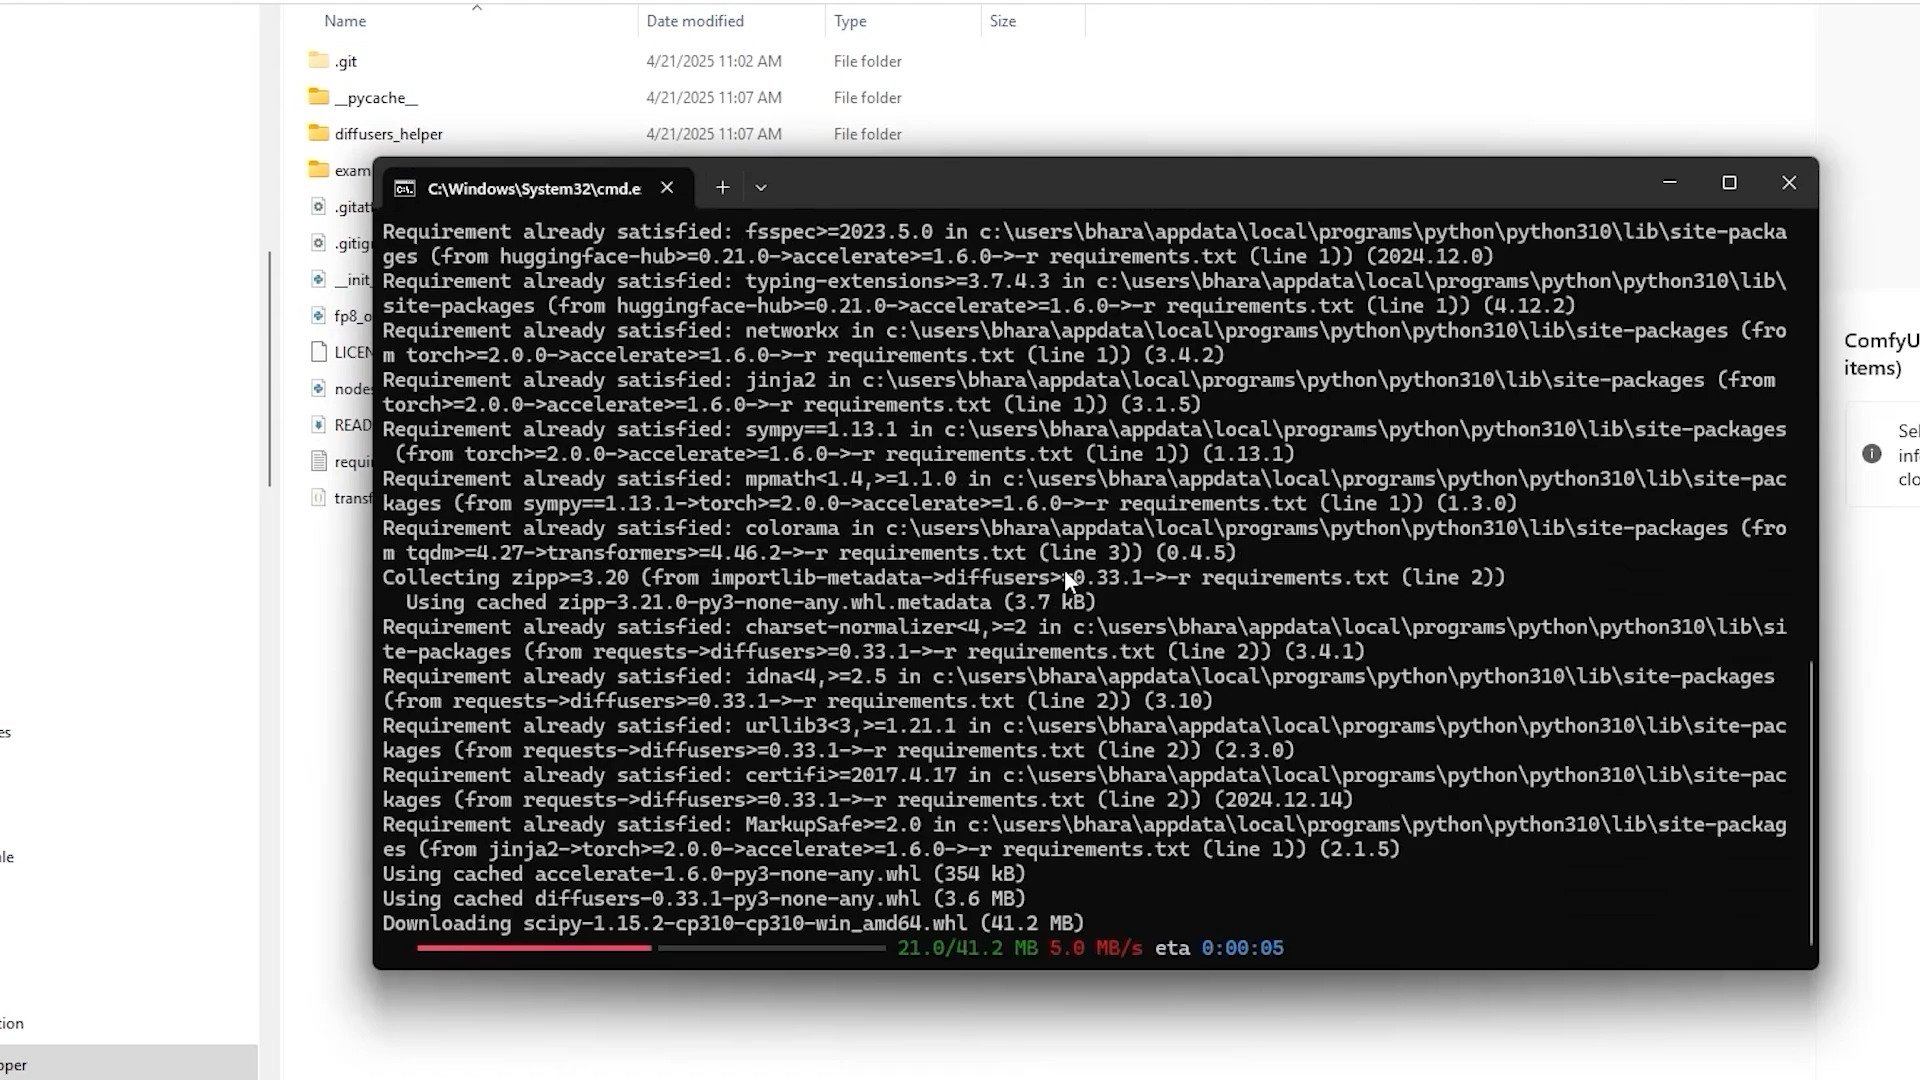 Name Date modified Type Size
.git 4/21/2025 11:02 AM File folder
__pycache__ 4/21/2025 11:07 AM File folder
diffusers_helper 4/21/2025 11:07 AM File folder
exam
.gitatt
.gitign
__init_
fp8_o
LICEN
nodes
READ
requi
transf
C:\Windows\System32\cmd.e
Requirement already satisfied: fsspec>=2023.5.0 in c:\users\bhara\appdata\local\programs\python\python310\lib\site-packa
ges (from huggingface-hub>=0.21.0->accelerate>=1.6.0->-r requirements.txt (line 1)) (2024.12.0)
Requirement already satisfied: typing-extensions>=3.7.4.3 in c:\users\bhara\appdata\local\programs\python\python310\lib\
site-packages (from huggingface-hub>=0.21.0->accelerate>=1.6.0->-r requirements.txt (line 1)) (4.12.2)
Requirement already satisfied: networkx in c:\users\bhara\appdata\local\programs\python\python310\lib\site-packages (fro
m torch>=2.0.0->accelerate>=1.6.0->-r requirements.txt (line 1)) (3.4.2)
Requirement already satisfied: jinja2 in c:\users\bhara\appdata\local\programs\python\python310\lib\site-packages (from
torch>=2.0.0->accelerate>=1.6.0->-r requirements.txt (line 1)) (3.1.5)
Requirement already satisfied: sympy==1.13.1 in c:\users\bhara\appdata\local\programs\python\python310\lib\site-packages
(from torch>=2.0.0->accelerate>=1.6.0->-r requirements.txt (line 1)) (1.13.1)
Requirement already satisfied: mpmath<1.4,>=1.1.0 in c:\users\bhara\appdata\local\programs\python\python310\lib\site-pac
kages (from sympy==1.13.1->torch>=2.0.0->accelerate>=1.6.0->-r requirements.txt (line 1)) (1.3.0)
Requirement already satisfied: colorama in c:\users\bhara\appdata\local\programs\python\python310\lib\site-packages (fro
m tqdm>=4.27->transformers>=4.46.2->-r requirements.txt (line 3)) (0.4.5)
Collecting zipp>=3.20 (from importlib-metadata->diffusers>=0.33.1->-r requirements.txt (line 2))
Using cached zipp-3.21.0-py3-none-any.whl.metadata (3.7 kB)
Requirement already satisfied: charset-normalizer<4,>=2 in c:\users\bhara\appdata\local\programs\python\python310\lib\si
te-packages (from requests->diffusers>=0.33.1->-r requirements.txt (line 2)) (3.4.1)
Requirement already satisfied: idna<4,>=2.5 in c:\users\bhara\appdata\local\programs\python\python310\lib\site-packages
(from requests->diffusers>=0.33.1->-r requirements.txt (line 2)) (3.10)
Requirement already satisfied: urllib3<3,>=1.21.1 in c:\users\bhara\appdata\local\programs\python\python310\lib\site-pac
kages (from requests->diffusers>=0.33.1->-r requirements.txt (line 2)) (2.3.0)
Requirement already satisfied: certifi>=2017.4.17 in c:\users\bhara\appdata\local\programs\python\python310\lib\site-pac
kages (from requests->diffusers>=0.33.1->-r requirements.txt (line 2)) (2024.12.14)
Requirement already satisfied: MarkupSafe>=2.0 in c:\users\bhara\appdata\local\programs\python\python310\lib\site-packag
es (from jinja2->torch>=2.0.0->accelerate>=1.6.0->-r requirements.txt (line 1)) (2.1.5)
Using cached accelerate-1.6.0-py3-none-any.whl (354 kB)
Using cached diffusers-0.33.1-py3-none-any.whl (3.6 MB)
Downloading scipy-1.15.2-cp310-cp310-win_amd64.whl (41.2 MB)
21.0/41.2 MB 5.0 MB/s eta 0:00:05
ComfyU
items)
Sel
inf
clo
es
le
tion
pper